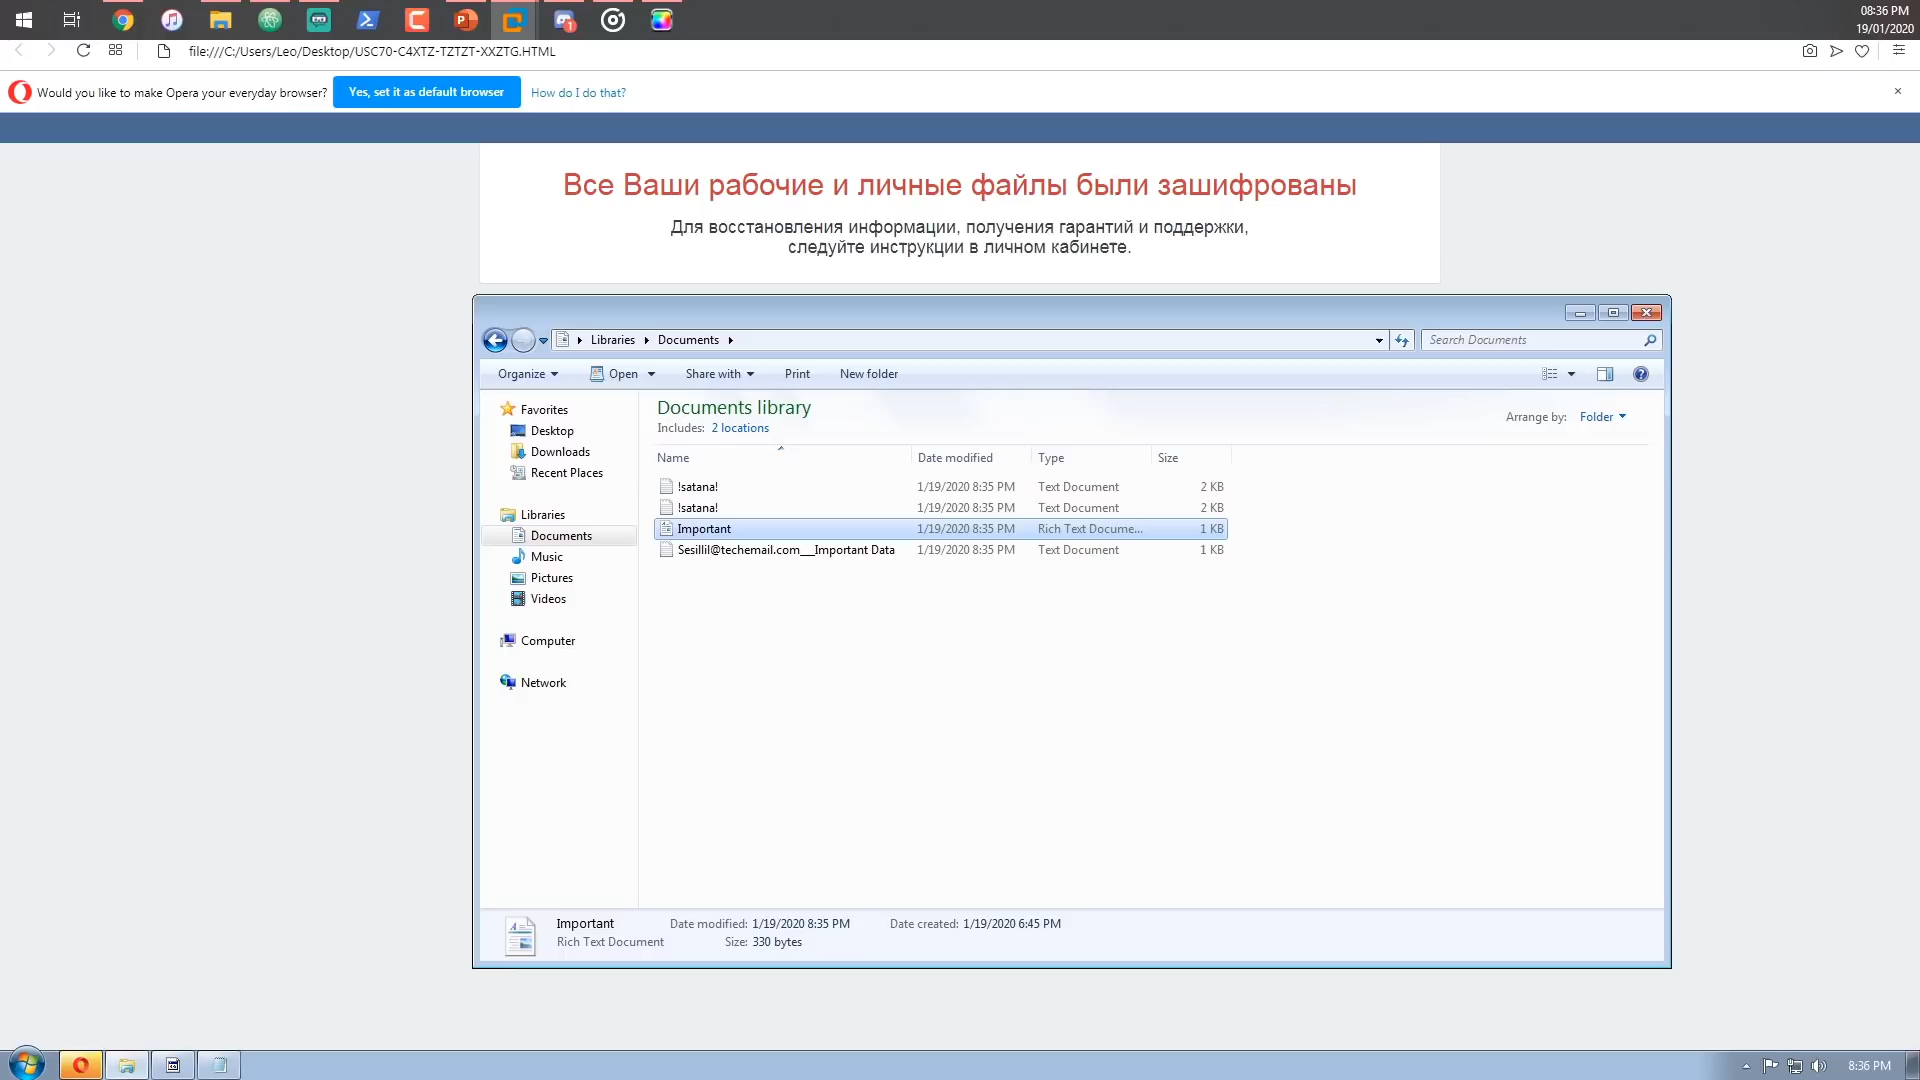 08:36 PM
19/01/2020
file:///C:/Users/Leo/Desktop/USC70-C4XTZ-TZTZT-XXZTG.HTML
Would you like to make Opera your everyday browser? Yes, set it as default browser How do I do that?
Все Ваши рабочие и личные файлы были зашифрованы
Для восстановления информации, получения гарантий и поддержки,
следуйте инструкции в личном кабинете.
Libraries Documents Search Documents
Organize Open Share with Print New folder
Documents library
Includes: 2 locations
Arrange by: Folder
Favorites
Desktop
Downloads
Recent Places
Libraries
Documents
Music
Pictures
Videos
Computer
Network
Name Date modified Type Size
!satana! 1/19/2020 8:35 PM Text Document 2 KB
!satana! 1/19/2020 8:35 PM Text Document 2 KB
Important 1/19/2020 8:35 PM Rich Text Docume... 1 KB
Sesillil@techemail.com___Important Data 1/19/2020 8:35 PM Text Document 1 KB
Important Date modified: 1/19/2020 8:35 PM Date created: 1/19/2020 6:45 PM
Rich Text Document Size: 330 bytes
8:36 PM